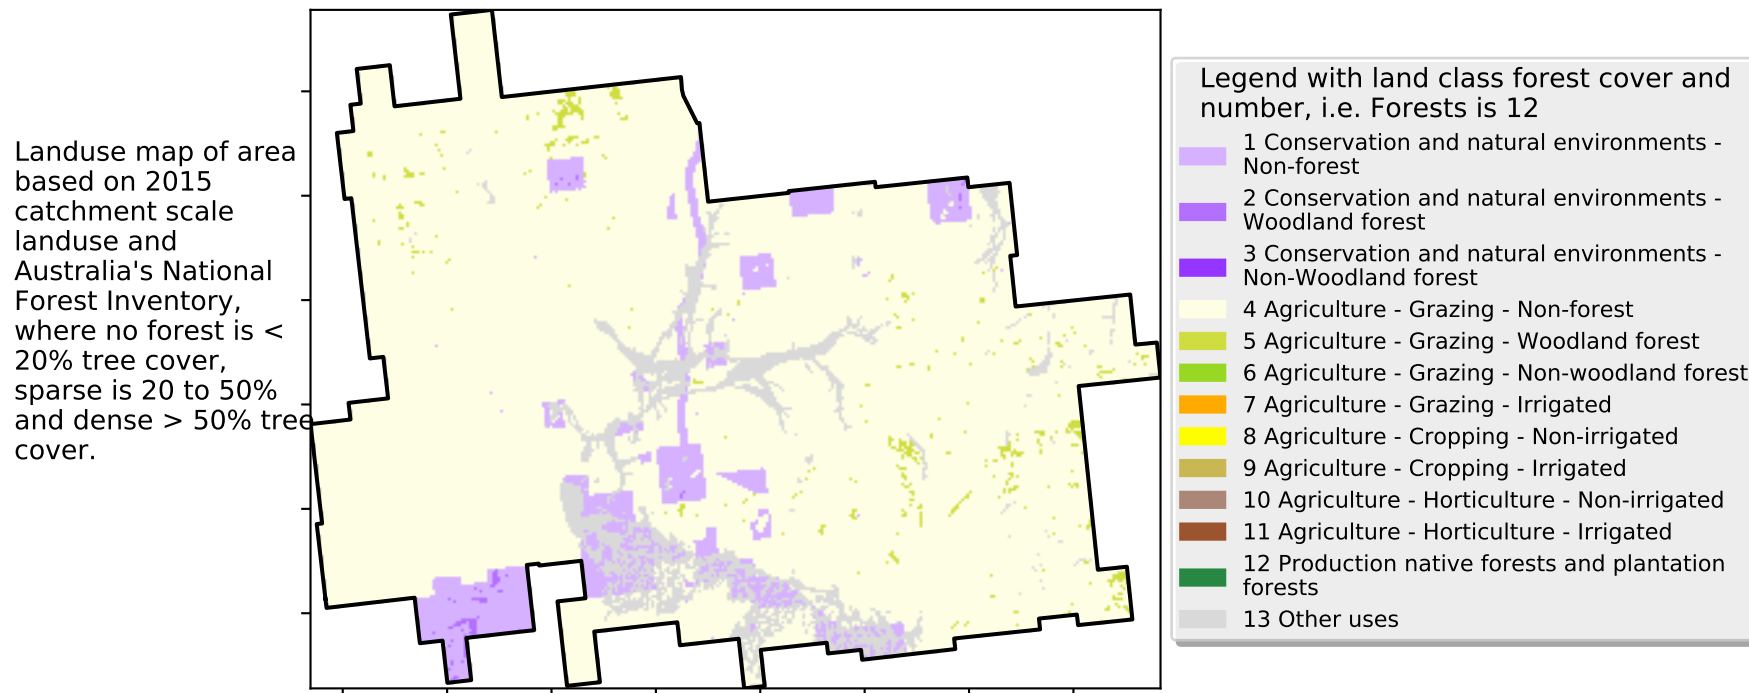 Landuse map of area
based on 2015
catchment scale
landuse and
Australia's National
Forest Inventory,
where no forest is <
20% tree cover,
sparse is 20 to 50%
and dense > 50% tree
cover.
Legend with land class forest cover and
number, i.e. Forests is 12
1 Conservation and natural environments -
Non-forest
2 Conservation and natural environments -
Woodland forest
3 Conservation and natural environments -
Non-Woodland forest
4 Agriculture - Grazing - Non-forest
5 Agriculture - Grazing - Woodland forest
6 Agriculture - Grazing - Non-woodland forest
7 Agriculture - Grazing - Irrigated
8 Agriculture - Cropping - Non-irrigated
9 Agriculture - Cropping - Irrigated
10 Agriculture - Horticulture - Non-irrigated
11 Agriculture - Horticulture - Irrigated
12 Production native forests and plantation
forests
13 Other uses